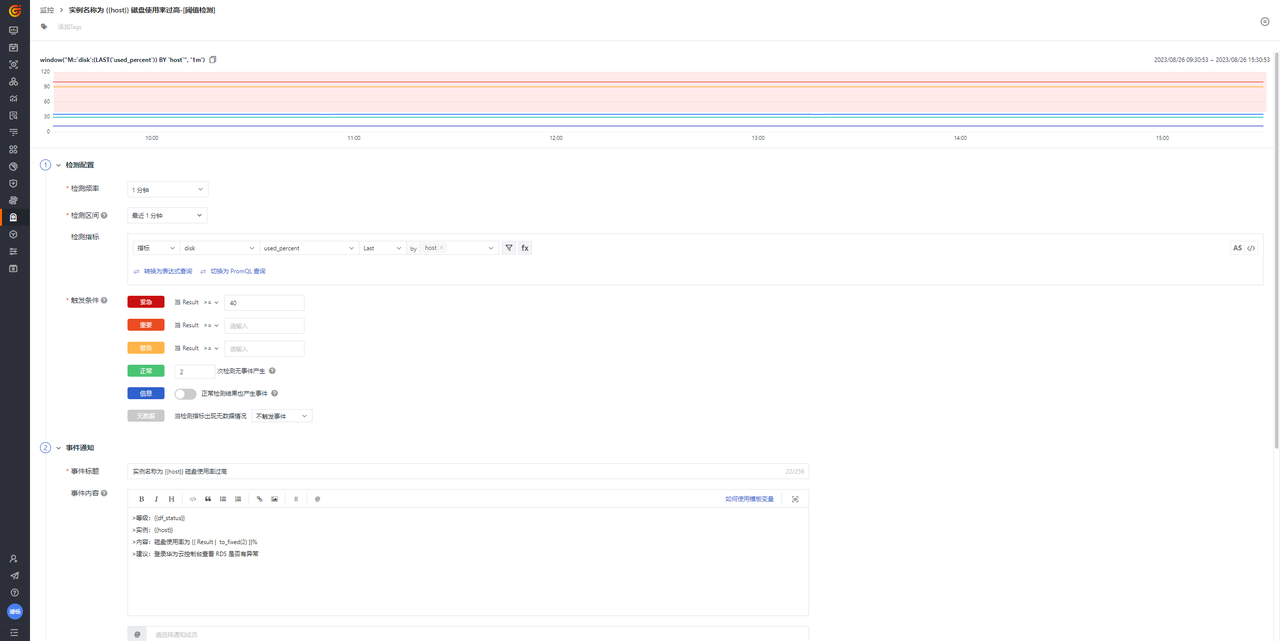 监控 > 实例名称为 {{host}} 磁盘使用率过高-[阈值检测]
添加Tags
window("M::`disk`:(LAST(`used_percent`)) BY `host`", "1m")
2023/08/26 09:30:53 ~ 2023/08/26 15:30:53
120
90
60
30
0
10:00 11:00 12:00 13:00 14:00 15:00
1 检测配置
* 检测频率 1 分钟
* 检测区间 最近 1 分钟
检测指标
指标 disk used_percent Last by host × fx AS </>
转换为表达式查询 切换为 PromQL 查询
* 触发条件 紧急 当 Result >= 40
重要 当 Result >= 请输入
警告 当 Result >= 请输入
正常 2 次检测无事件产生
信息 正常检测结果也产生事件
无数据 当检测指标出现无数据情况 不触发事件
2 事件通知
* 事件标题 实例名称为 {{host}} 磁盘使用率过高 22/256
事件内容
B I H </> @ 如何使用模板变量
>等级：{{df_status}}
>实例：{{host}}
>内容：磁盘使用率为 {{ Result | to_fixed(2) }}%
>建议：登录华为云控制台查看 RDS 是否有异常
@ 请选择通知成员